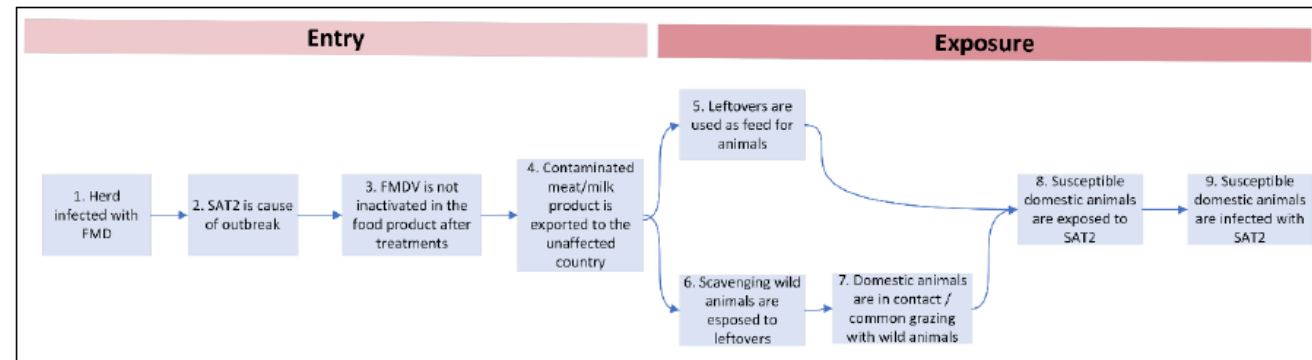 Entry
Exposure
1. Herd
infected with
FMD
2. SAT2 is cause
of outbreak
3. FMDV is not
inactivated in the
food product after
treatments
4. Contaminated
meat/milk
product is
exported to the
unaffected
country
5. Leftovers are
used as feed for
animals
6. Scavenging wild
animals are
esposed to
leftovers
7. Domestic animals
are in contact /
common grazing
with wild animals
8. Susceptible
domestic animals
are exposed to
SAT2
9. Susceptible
domestic animals
are infected with
SAT2